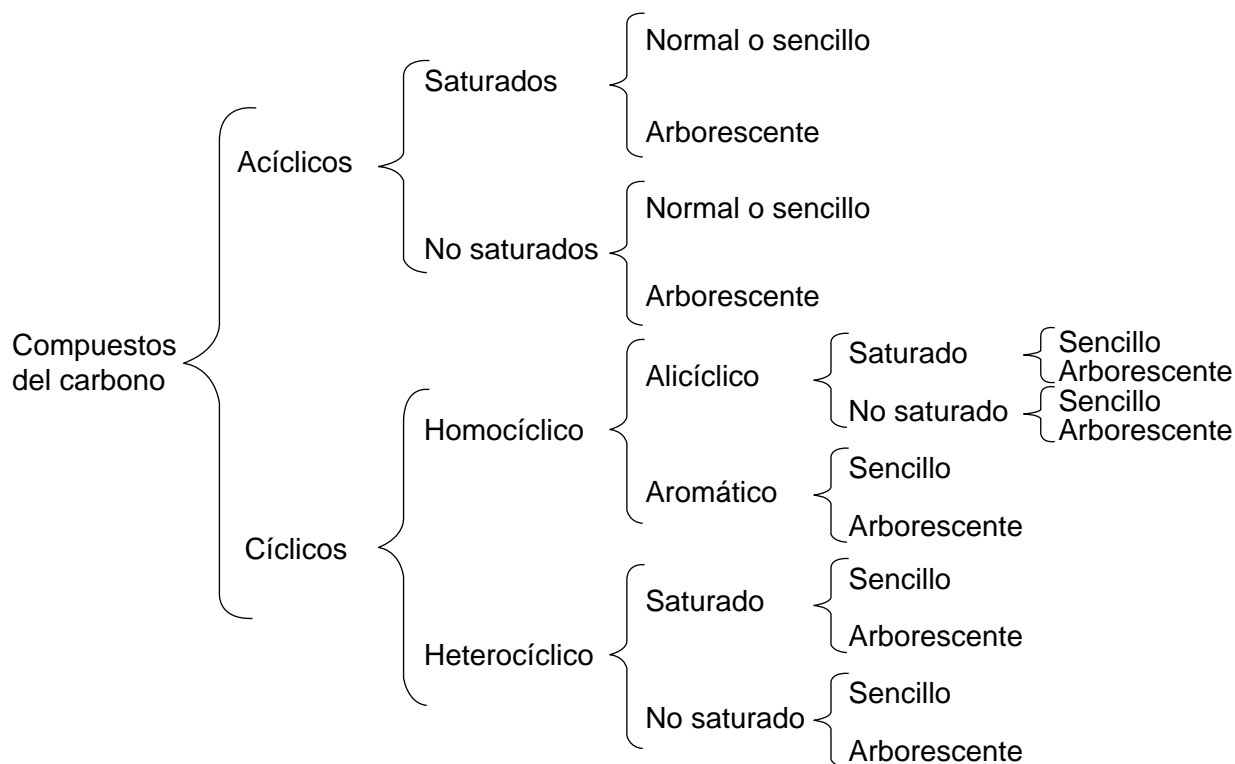 Compuestos
del carbono
Acíclicos
Saturados
Normal o sencillo
Arborescente
No saturados
Normal o sencillo
Arborescente
Cíclicos
Homocíclico
Alicíclico
Saturado
Sencillo
Arborescente
No saturado
Sencillo
Arborescente
Aromático
Sencillo
Arborescente
Heterocíclico
Saturado
Sencillo
Arborescente
No saturado
Sencillo
Arborescente